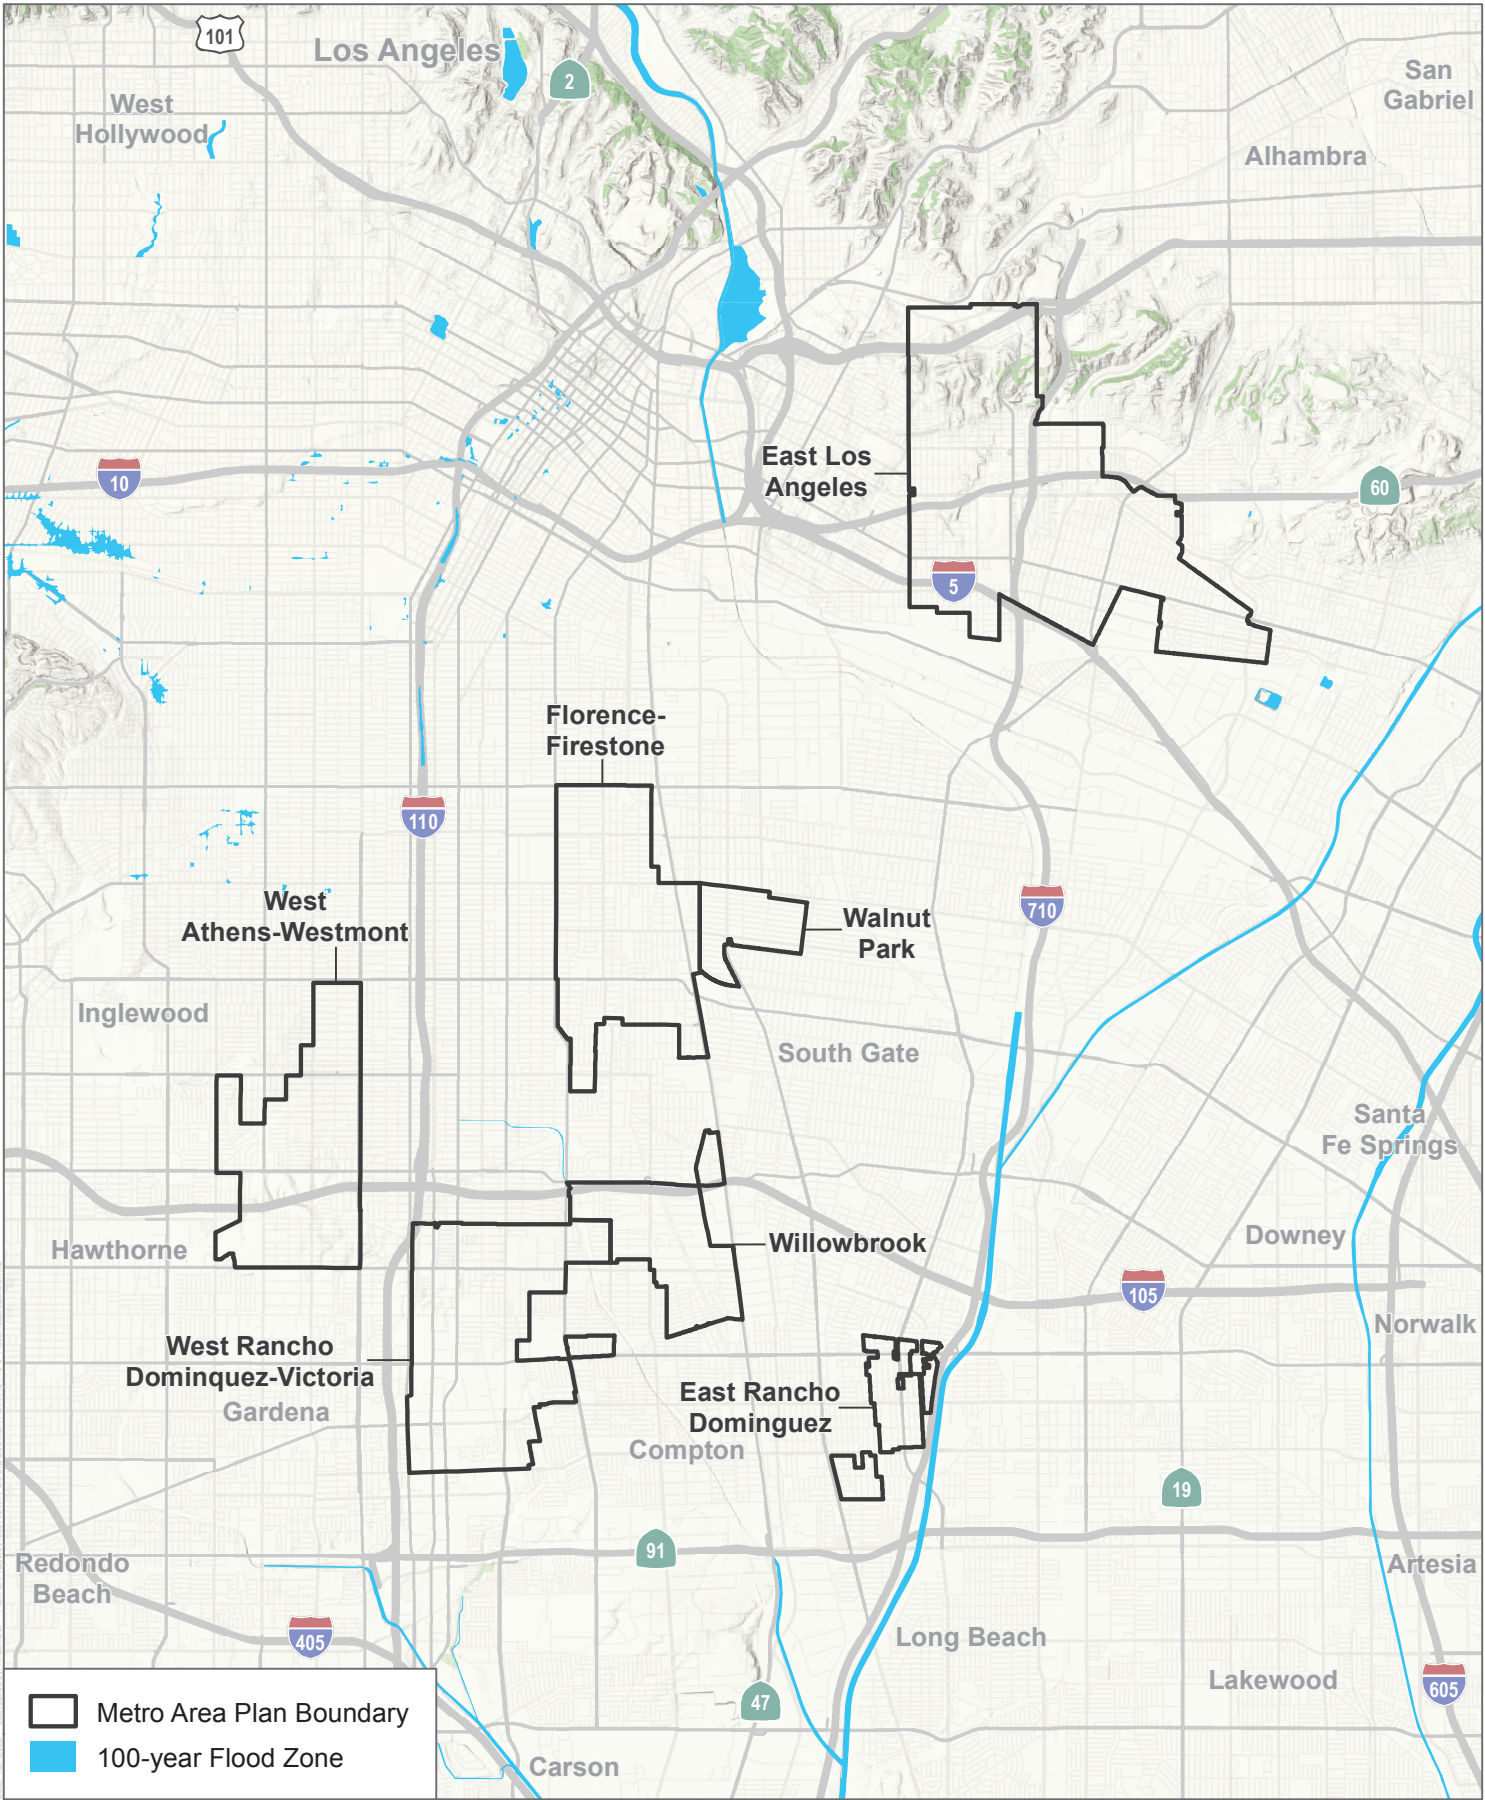 101
Los Angeles
2
San
Gabriel
West
Hollywood
Alhambra
East Los
Angeles
10
60
5
Florence-
Firestone
110
West
Athens-Westmont
710
Walnut
Park
Inglewood
South Gate
Santa
Fe Springs
Hawthorne
Willowbrook
Downey
105
Norwalk
West Rancho
Dominquez-Victoria
Gardena
East Rancho
Dominguez
Compton
19
91
Redondo
Beach
Artesia
405
Long Beach
Lakewood
605
47
Carson
Metro Area Plan Boundary
100-year Flood Zone